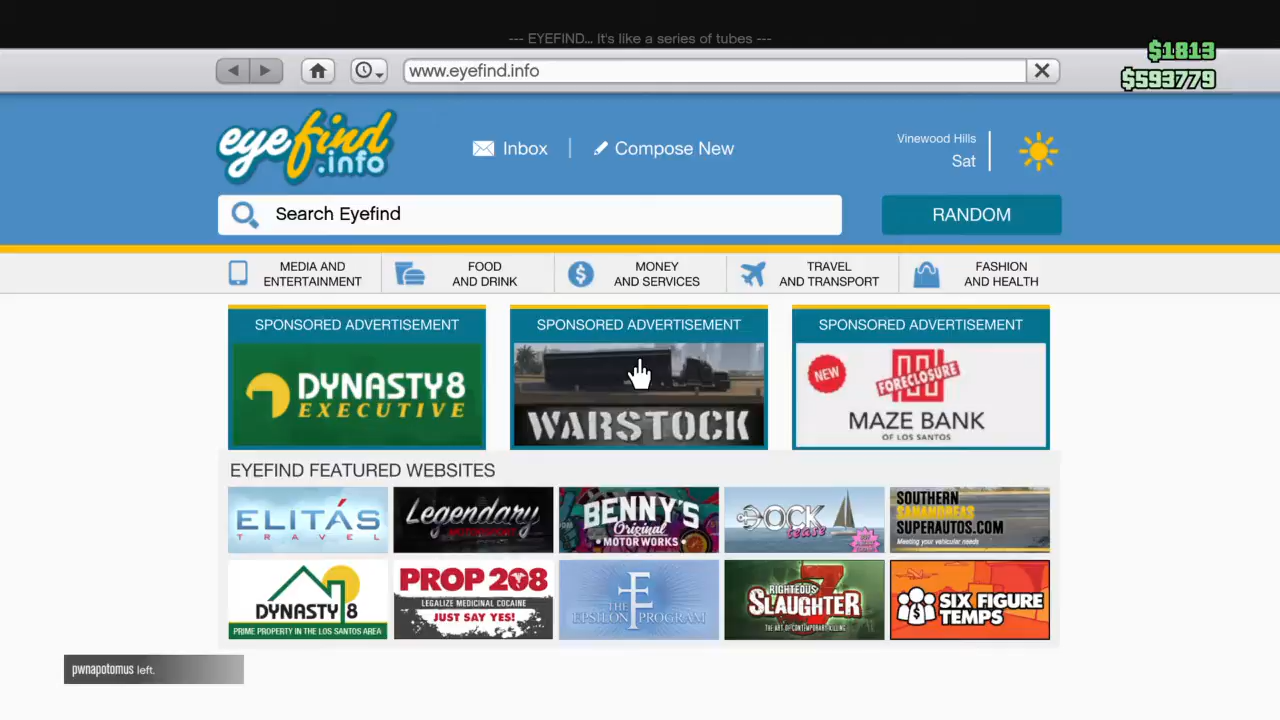 --- EYEFIND... It's like a series of tubes ---
$1813
www.eyefind.info
$593779
eyefind
.info
Inbox
Compose New
Vinewood Hills
Sat
Search Eyefind
RANDOM
MEDIA AND
ENTERTAINMENT
FOOD
AND DRINK
MONEY
AND SERVICES
TRAVEL
AND TRANSPORT
FASHION
AND HEALTH
SPONSORED ADVERTISEMENT
DYNASTY8
EXECUTIVE
SPONSORED ADVERTISEMENT
WARSTOCK
SPONSORED ADVERTISEMENT
NEW
FORECLOSURE
MAZE BANK
OF LOS SANTOS
EYEFIND FEATURED WEBSITES
ELITÁS
TRAVEL
Legendary
MOTORSPORT
BENNY'S
Original
MOTOR WORKS
DOCK
tease
SOUTHERN
SAN ANDREAS
SUPERAUTOS.COM
Meeting your vehicular needs
DYNASTY 8
PRIME PROPERTY IN THE LOS SANTOS AREA
PROP 208
LEGALIZE MEDICINAL COCAINE
JUST SAY YES!
THE
EPSILON PROGRAM
RIGHTEOUS
SLAUGHTER
7
THE ART OF CONTEMPORARY KILLING
SIX FIGURE
TEMPS
pwnapotomus left.